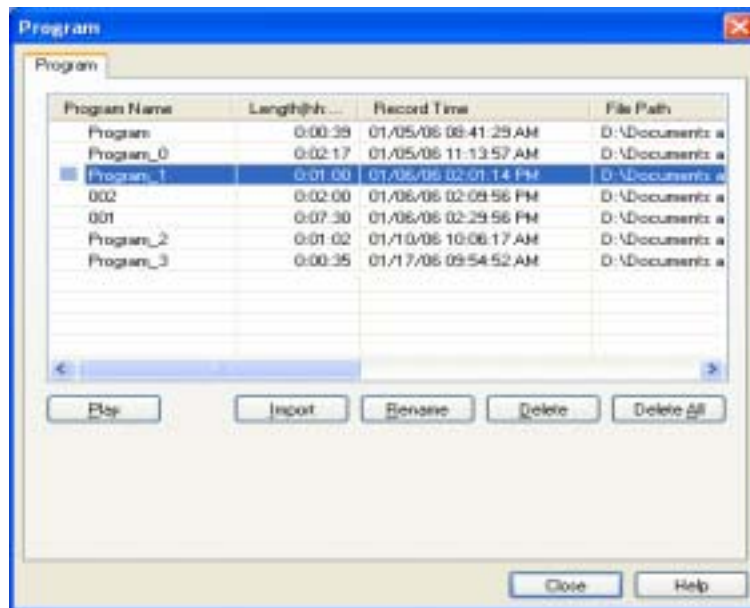 Program
Program
Program Name Length(hh:... Record Time File Path
Program 0:00:39 01/05/06 08:41:29 AM D:\Documents a
Program_0 0:02:17 01/05/06 11:13:57 AM D:\Documents a
Program_1 0:01:00 01/06/06 02:01:14 PM D:\Documents a
002 0:02:00 01/06/06 02:09:56 PM D:\Documents a
001 0:07:30 01/06/06 02:29:56 PM D:\Documents a
Program_2 0:01:02 01/10/06 10:06:17 AM D:\Documents a
Program_3 0:00:35 01/17/06 09:54:52 AM D:\Documents a
Play Import Rename Delete Delete All
Close Help